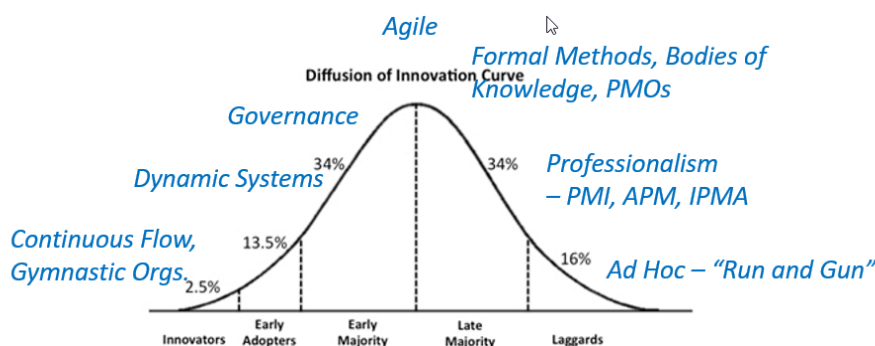 Agile
Formal Methods, Bodies of
Diffusion of Innovation Curve
Knowledge, PMOs
Governance
34%
34%
Professionalism
Dynamic Systems
– PMI, APM, IPMA
Continuous Flow,
13.5%
Gymnastic Orgs.
2.5%
16%
Ad Hoc – “Run and Gun”
Innovators
Early
Adopters
Early
Majority
Late
Majority
Laggards